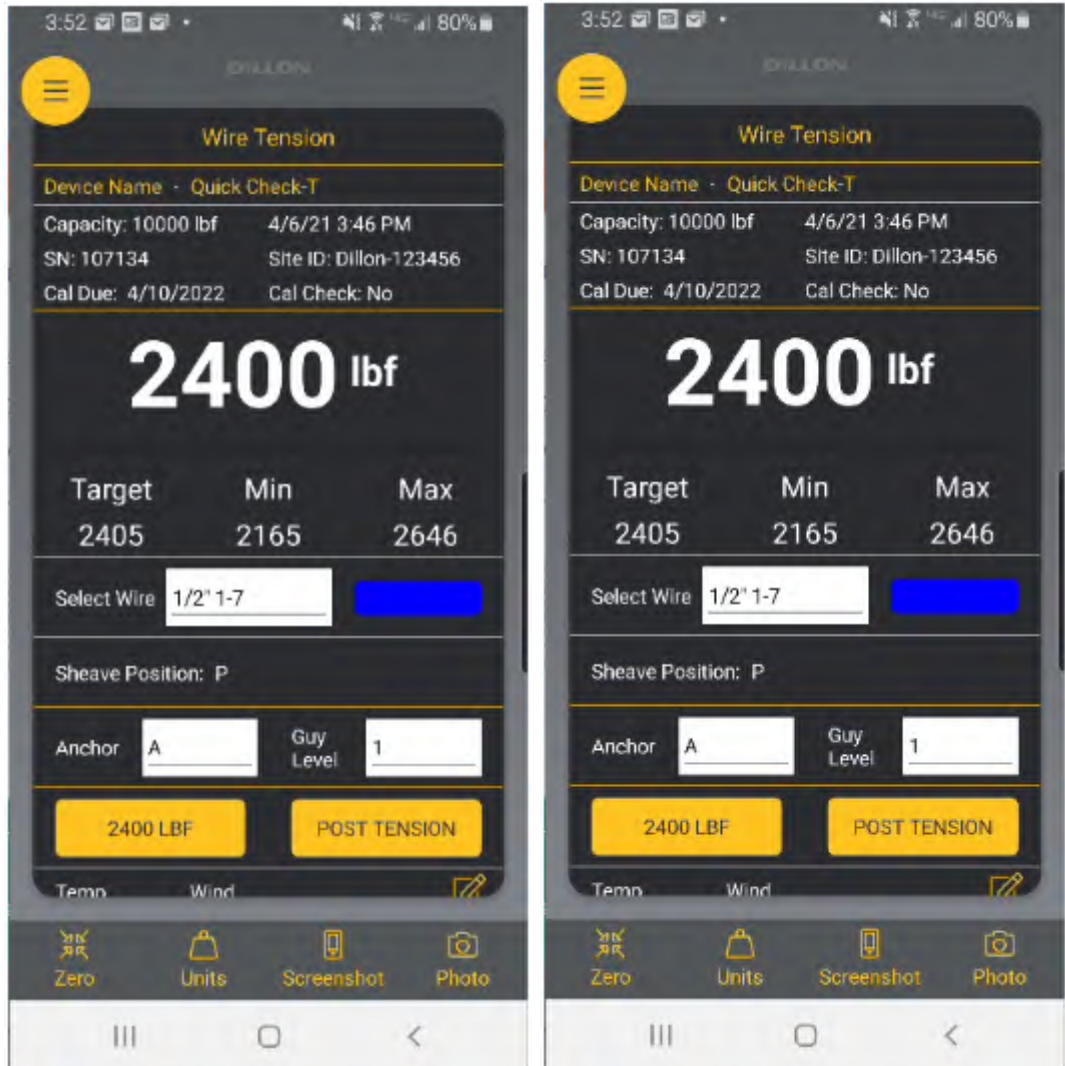 3:52 80%
DILLON
Wire Tension
Device Name - Quick Check-T
Capacity: 10000 lbf 4/6/21 3:46 PM
SN: 107134 Site ID: Dillon-123456
Cal Due: 4/10/2022 Cal Check: No
2400 lbf
Target Min Max
2405 2165 2646
Select Wire 1/2" 1-7
Sheave Position: P
Anchor A Guy Level 1
2400 LBF POST TENSION
Temp Wind
Zero Units Screenshot Photo
3:52 80%
DILLON
Wire Tension
Device Name - Quick Check-T
Capacity: 10000 lbf 4/6/21 3:46 PM
SN: 107134 Site ID: Dillon-123456
Cal Due: 4/10/2022 Cal Check: No
2400 lbf
Target Min Max
2405 2165 2646
Select Wire 1/2" 1-7
Sheave Position: P
Anchor A Guy Level 1
2400 LBF POST TENSION
Temp Wind
Zero Units Screenshot Photo